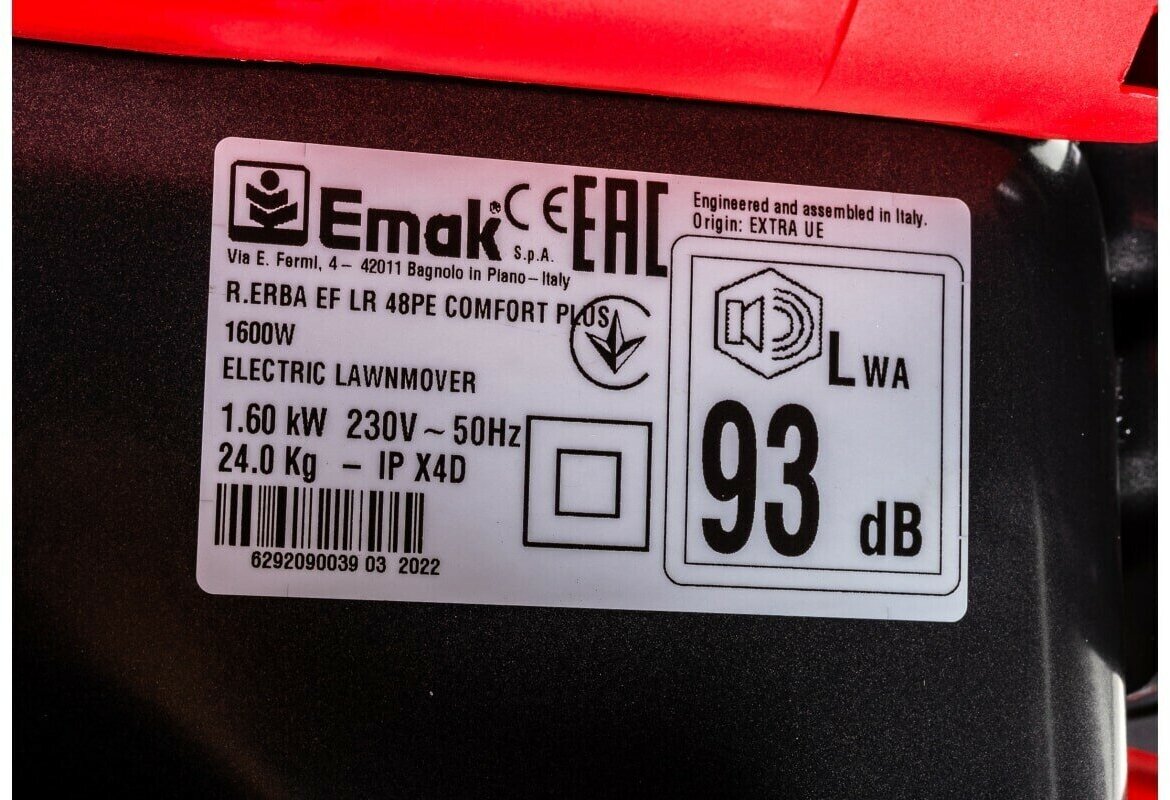 Emak® S.p.A. CE EAC
Via E. Fermi, 4 – 42011 Bagnolo in Piano – Italy
R.ERBA EF LR 48PE COMFORT PLUS
1600W
ELECTRIC LAWNMOVER
1.60 kW 230V ~ 50Hz
24.0 Kg – IP X4D
6292090039 03 2022
Engineered and assembled in Italy.
Origin: EXTRA UE
LWA
93 dB